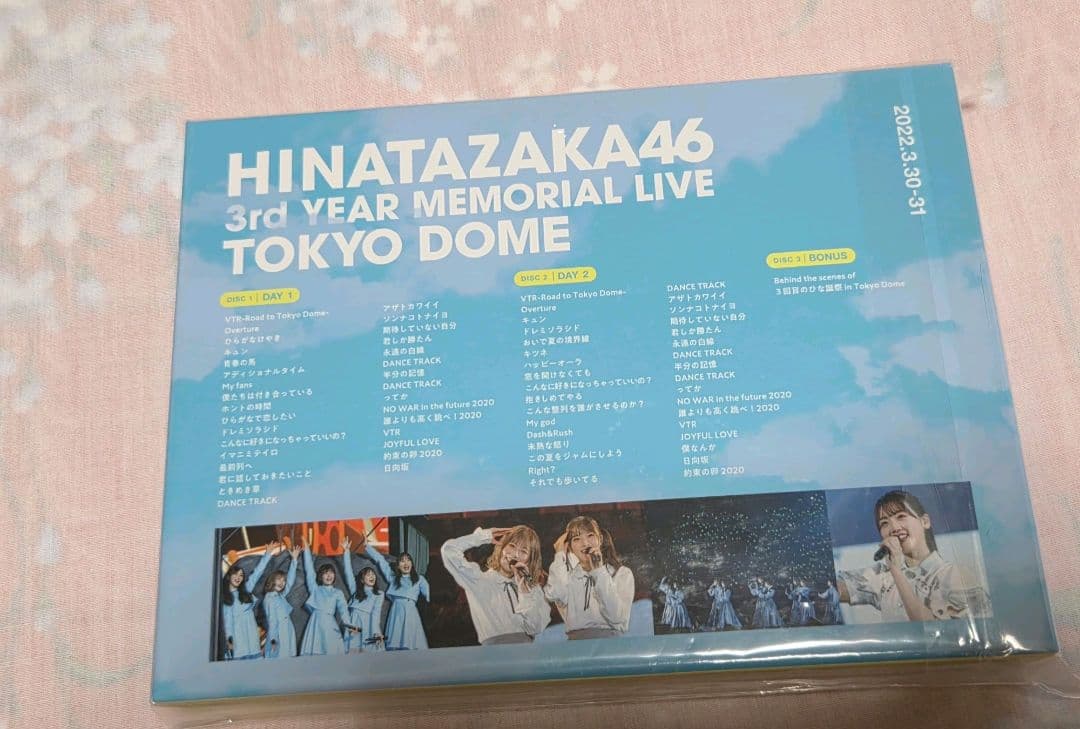 HINATAZAKA46
3rd YEAR MEMORIAL LIVE
TOKYO DOME
2022.3.30-31
DISC 1 | DAY 1
VTR-Road to Tokyo Dome-
Overture
ひらがなけやき
キュン
青春の馬
アディショナルタイム
My fans
僕たちは付き合っている
ホントの時間
ひらがなで恋したい
ドレミソラシド
こんなに好きになっちゃっていいの?
イマニミテイロ
最前列へ
君に話しておきたいこと
ときめき草
DANCE TRACK
アザトカワイイ
ソンナコトナイヨ
期待していない自分
君しか勝たん
永遠の白線
DANCE TRACK
半分の記憶
DANCE TRACK
ってか
NO WAR in the future 2020
誰よりも高く跳べ!2020
VTR
JOYFUL LOVE
約束の卵 2020
日向坂
DISC 2 | DAY 2
VTR-Road to Tokyo Dome-
Overture
キュン
ドレミソラシド
おいで夏の境界線
キツネ
ハッピーオーラ
窓を開けなくても
こんなに好きになっちゃっていいの?
抱きしめてやる
こんな整列を誰がさせるのか?
My god
Dash&Rush
未熟な怒り
この夏をジャムにしよう
Right?
それでも歩いてる
DANCE TRACK
アザトカワイイ
ソンナコトナイヨ
期待していない自分
君しか勝たん
永遠の白線
DANCE TRACK
半分の記憶
DANCE TRACK
ってか
NO WAR in the future 2020
誰よりも高く跳べ!2020
VTR
JOYFUL LOVE
僕なんか
日向坂
約束の卵 2020
DISC 3 | BONUS
Behind the scenes of
3回目のひな誕祭 in Tokyo Dome